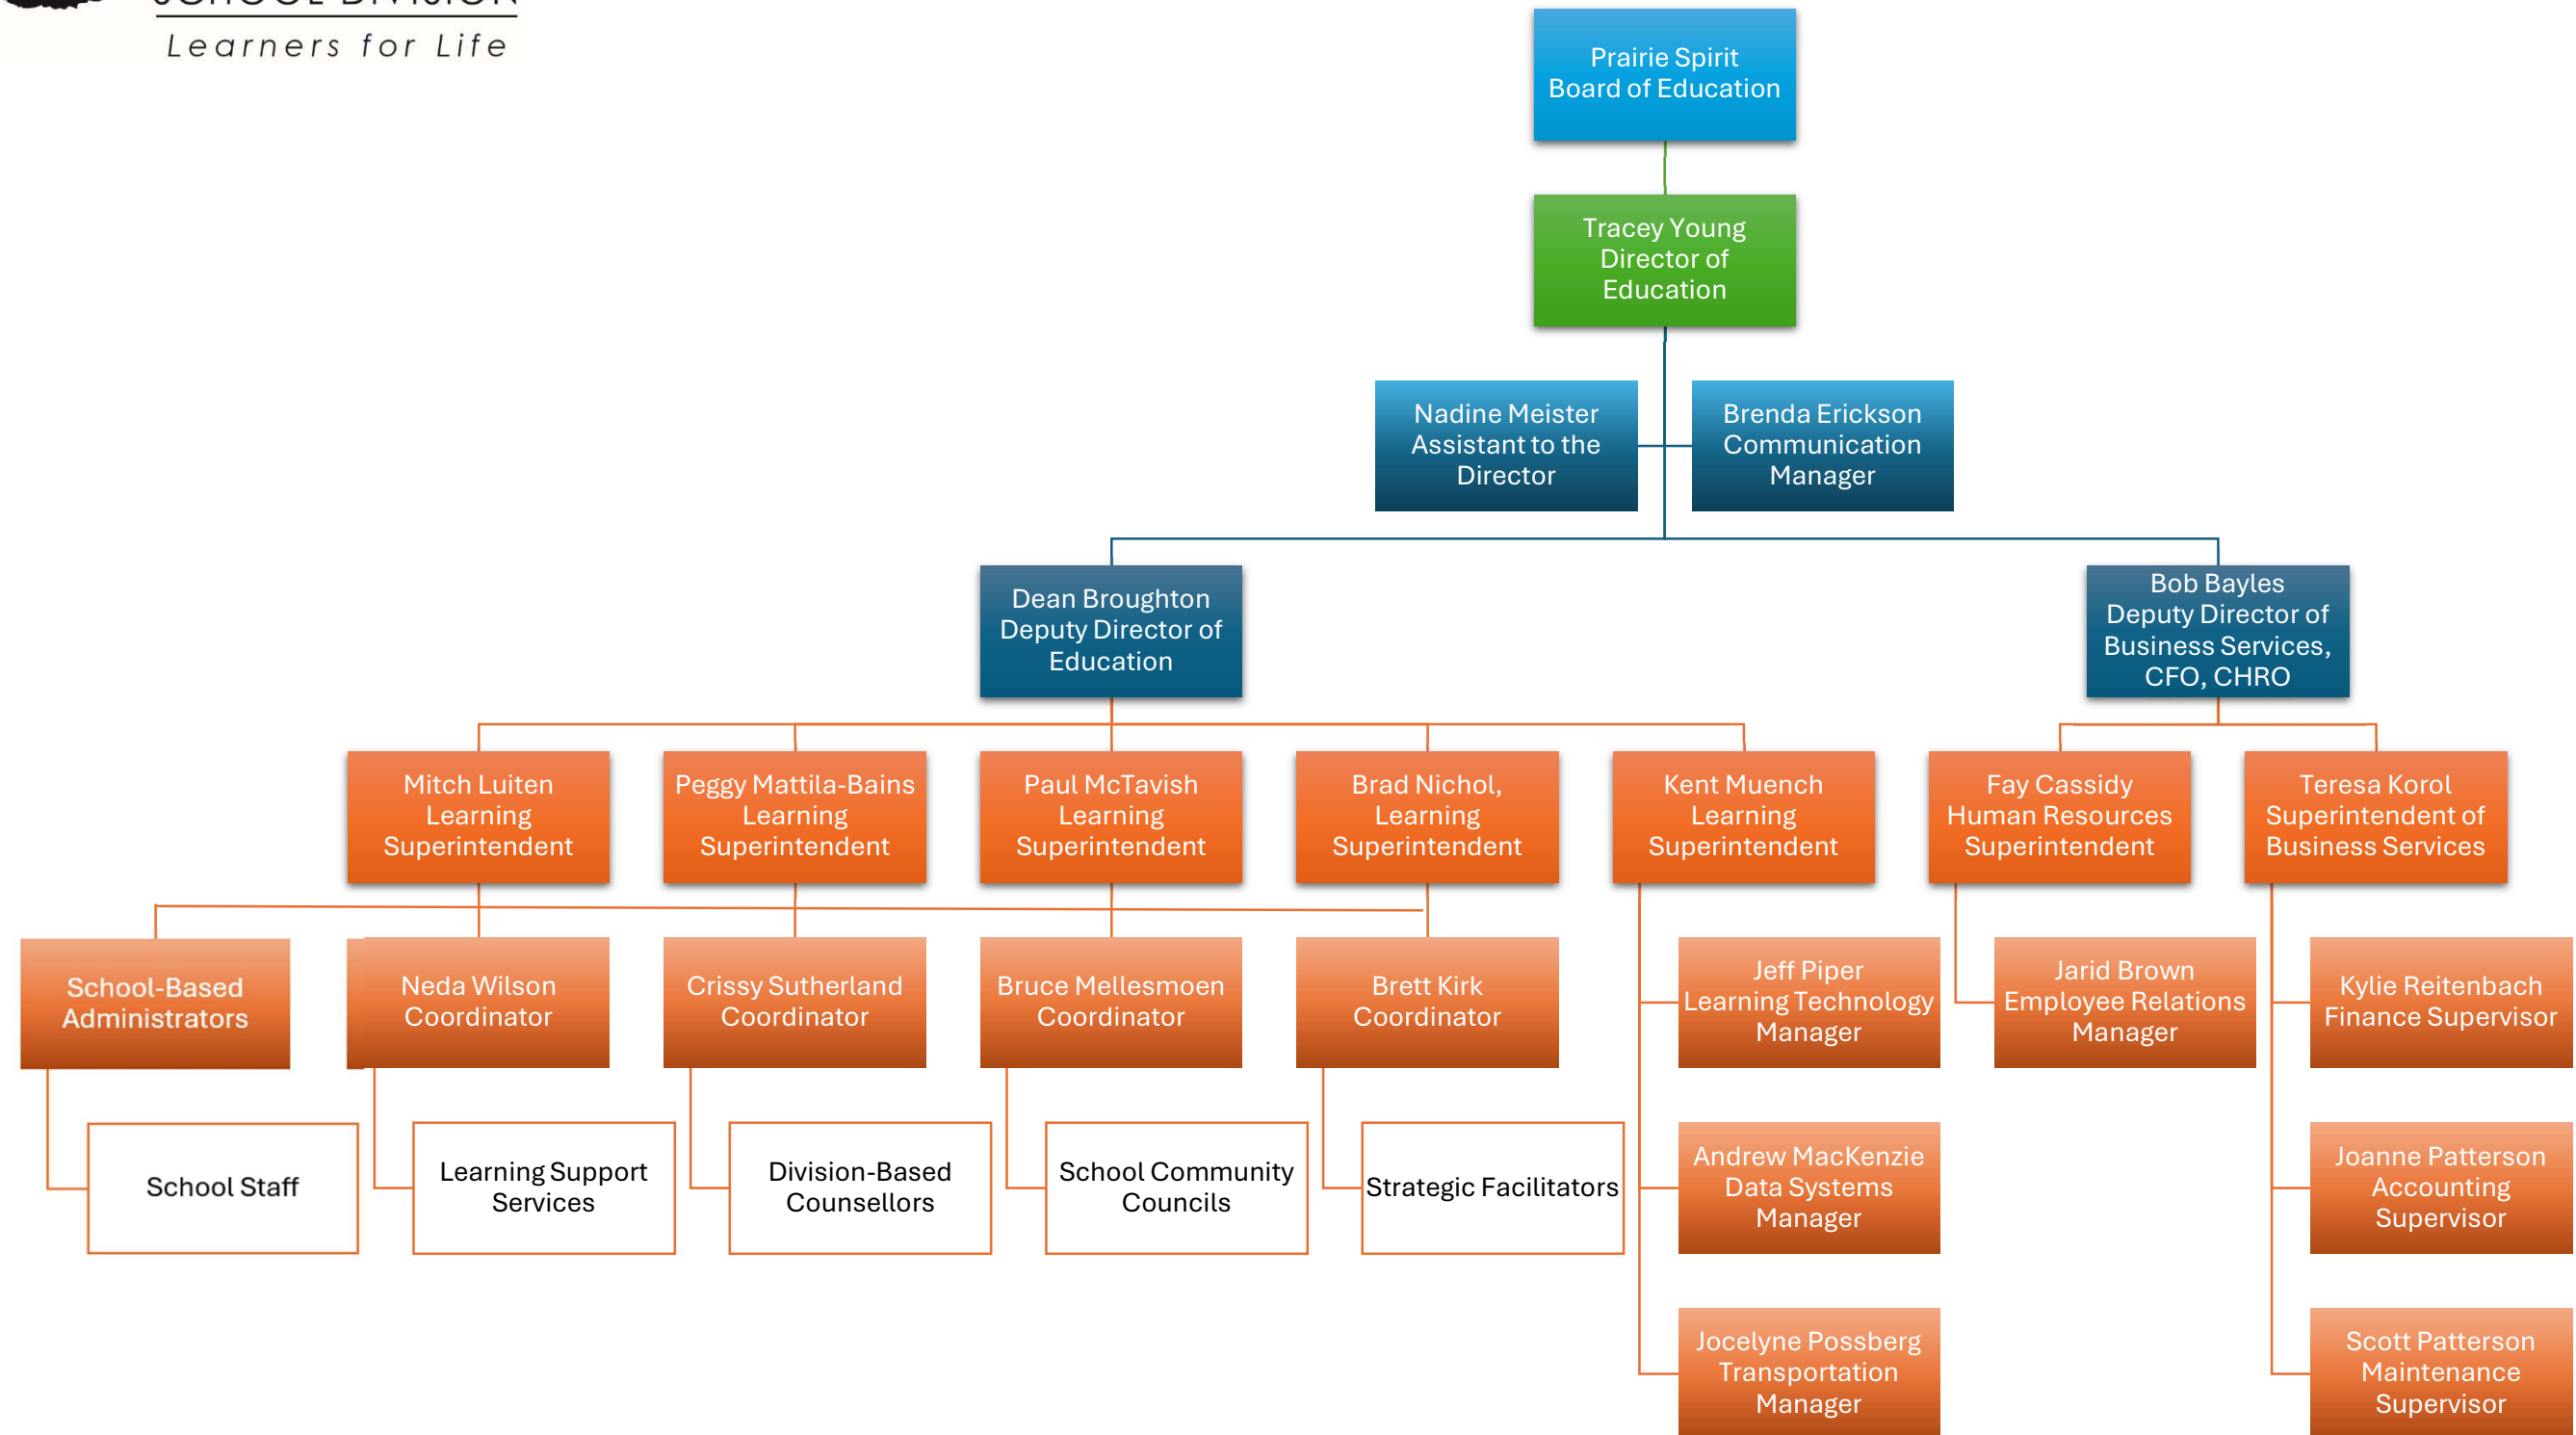 SCHOOL DIVISION
Learners for Life
Prairie Spirit
Board of Education
Tracey Young
Director of
Education
Nadine Meister
Assistant to the
Director
Brenda Erickson
Communication
Manager
Dean Broughton
Deputy Director of
Education
Bob Bayles
Deputy Director of
Business Services,
CFO, CHRO
Mitch Luiten
Learning
Superintendent
Peggy Mattila-Bains
Learning
Superintendent
Paul McTavish
Learning
Superintendent
Brad Nichol,
Learning
Superintendent
Kent Muench
Learning
Superintendent
Fay Cassidy
Human Resources
Superintendent
Teresa Korol
Superintendent of
Business Services
School-Based
Administrators
Neda Wilson
Coordinator
Crissy Sutherland
Coordinator
Bruce Mellesmoen
Coordinator
Brett Kirk
Coordinator
Jeff Piper
Learning Technology
Manager
Jarid Brown
Employee Relations
Manager
Kylie Reitenbach
Finance Supervisor
School Staff
Learning Support
Services
Division-Based
Counsellors
School Community
Councils
Strategic Facilitators
Andrew MacKenzie
Data Systems
Manager
Joanne Patterson
Accounting
Supervisor
Jocelyne Possberg
Transportation
Manager
Scott Patterson
Maintenance
Supervisor